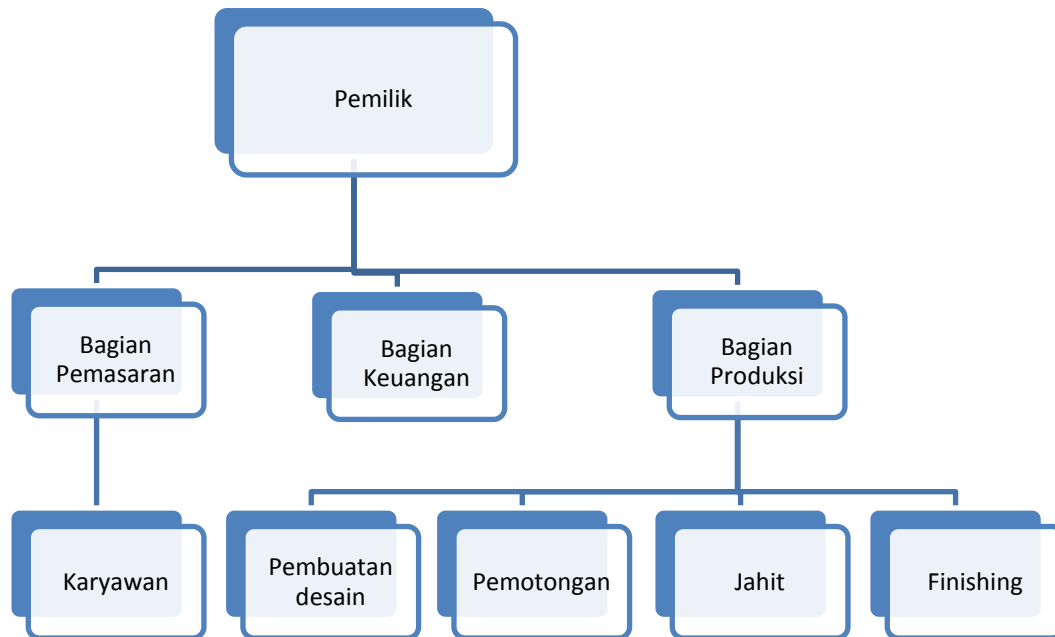 Pemilik
Bagian
Pemasaran
Bagian
Keuangan
Bagian
Produksi
Karyawan
Pembuatan
desain
Pemotongan
Jahit
Finishing